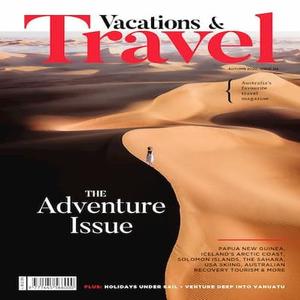 Vacations &
Travel
Australia's
favourite
travel
magazine
THE
Adventure
Issue
PAPUA NEW GUINEA,
ICELAND'S ARCTIC COAST,
SOLOMON ISLANDS, THE SAHARA,
USA SKIING, AUSTRALIAN
RECOVERY TOURISM & MORE
PLUS: HOLIDAYS UNDER SAIL + VENTURE DEEP INTO VANUATU